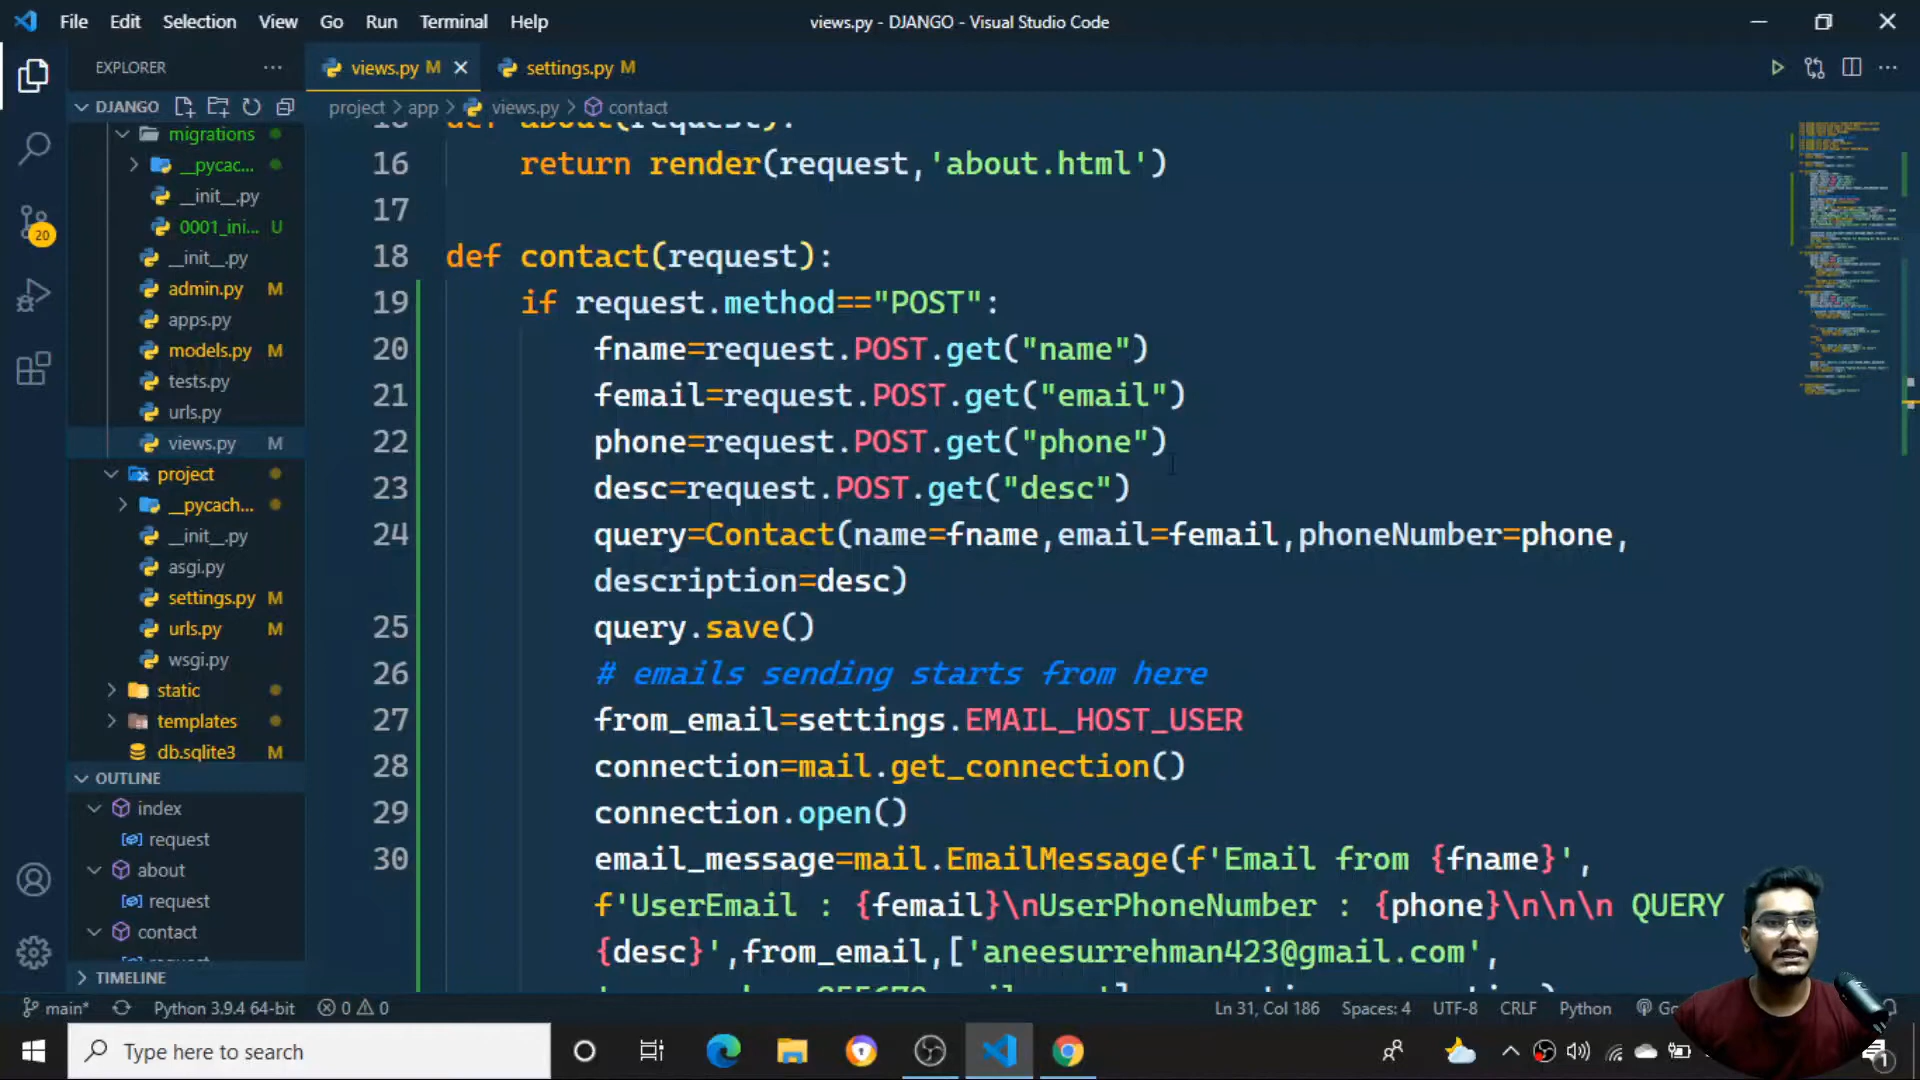 File Edit Selection View Go Run Terminal Help
views.py - DJANGO - Visual Studio Code
EXPLORER
views.py M
settings.py M
DJANGO
project > app > views.py > contact
migrations
__pycac...
__init__.py
0001_ini... U
__init__.py
admin.py M
apps.py
models.py M
tests.py
urls.py
views.py M
project
__pycach...
__init__.py
asgi.py
settings.py M
urls.py M
wsgi.py
static
templates
db.sqlite3 M
OUTLINE
index
request
about
request
contact
TIMELINE
def about(request):
16 return render(request,'about.html')
17
18 def contact(request):
19 if request.method=="POST":
20 fname=request.POST.get("name")
21 femail=request.POST.get("email")
22 phone=request.POST.get("phone")
23 desc=request.POST.get("desc")
24 query=Contact(name=fname,email=femail,phoneNumber=phone,
description=desc)
25 query.save()
26 # emails sending starts from here
27 from_email=settings.EMAIL_HOST_USER
28 connection=mail.get_connection()
29 connection.open()
30 email_message=mail.EmailMessage(f'Email from {fname}',
f'UserEmail : {femail}\nUserPhoneNumber : {phone}\n\n\n QUERY
{desc}',from_email,['aneesurrehman423@gmail.com',
20
main* Python 3.9.4 64-bit 0 0
Ln 31, Col 186 Spaces: 4 UTF-8 CRLF Python
Type here to search
1